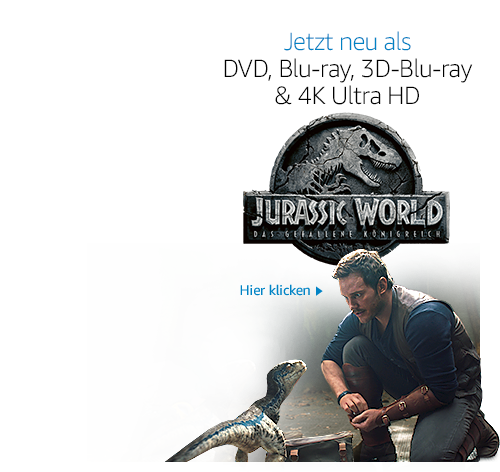 Jetzt neu als
DVD, Blu-ray, 3D-Blu-ray
& 4K Ultra HD
JURASSIC WORLD
DAS GEFALLENE KÖNIGREICH
Hier klicken